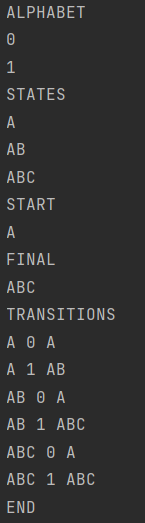 ALPHABET
0
1
STATES
A
AB
ABC
START
A
FINAL
ABC
TRANSITIONS
A 0 A
A 1 AB
AB 0 A
AB 1 ABC
ABC 0 A
ABC 1 ABC
END